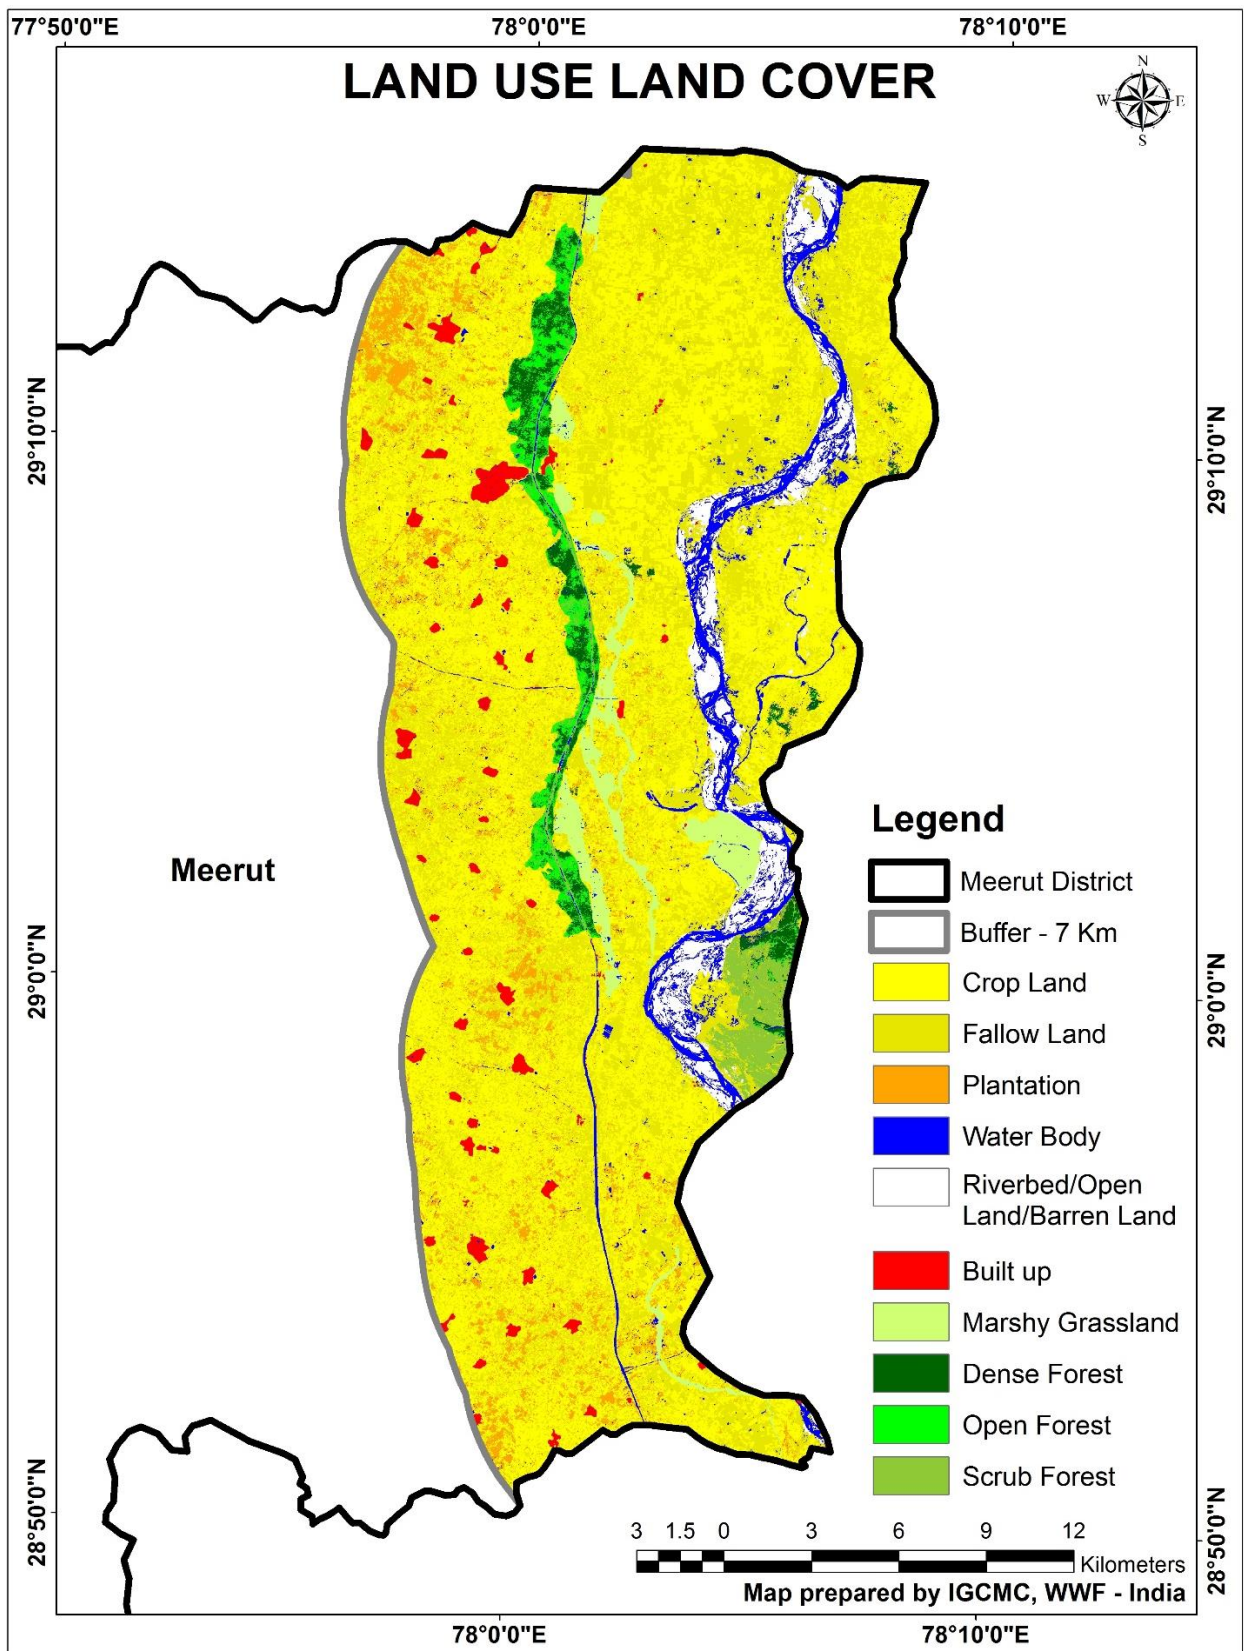 77°50'0"E 78°0'0"E 78°10'0"E
LAND USE LAND COVER
N
W E
S
29°10'0"N 29°10'0"N
Meerut
Legend
Meerut District
Buffer - 7 Km
Crop Land
Fallow Land
Plantation
Water Body
Riverbed/Open
Land/Barren Land
Built up
Marshy Grassland
Dense Forest
Open Forest
Scrub Forest
29°0'0"N 29°0'0"N
28°50'0"N 28°50'0"N
3 1.5 0 3 6 9 12
Kilometers
Map prepared by IGCMC, WWF - India
78°0'0"E 78°10'0"E